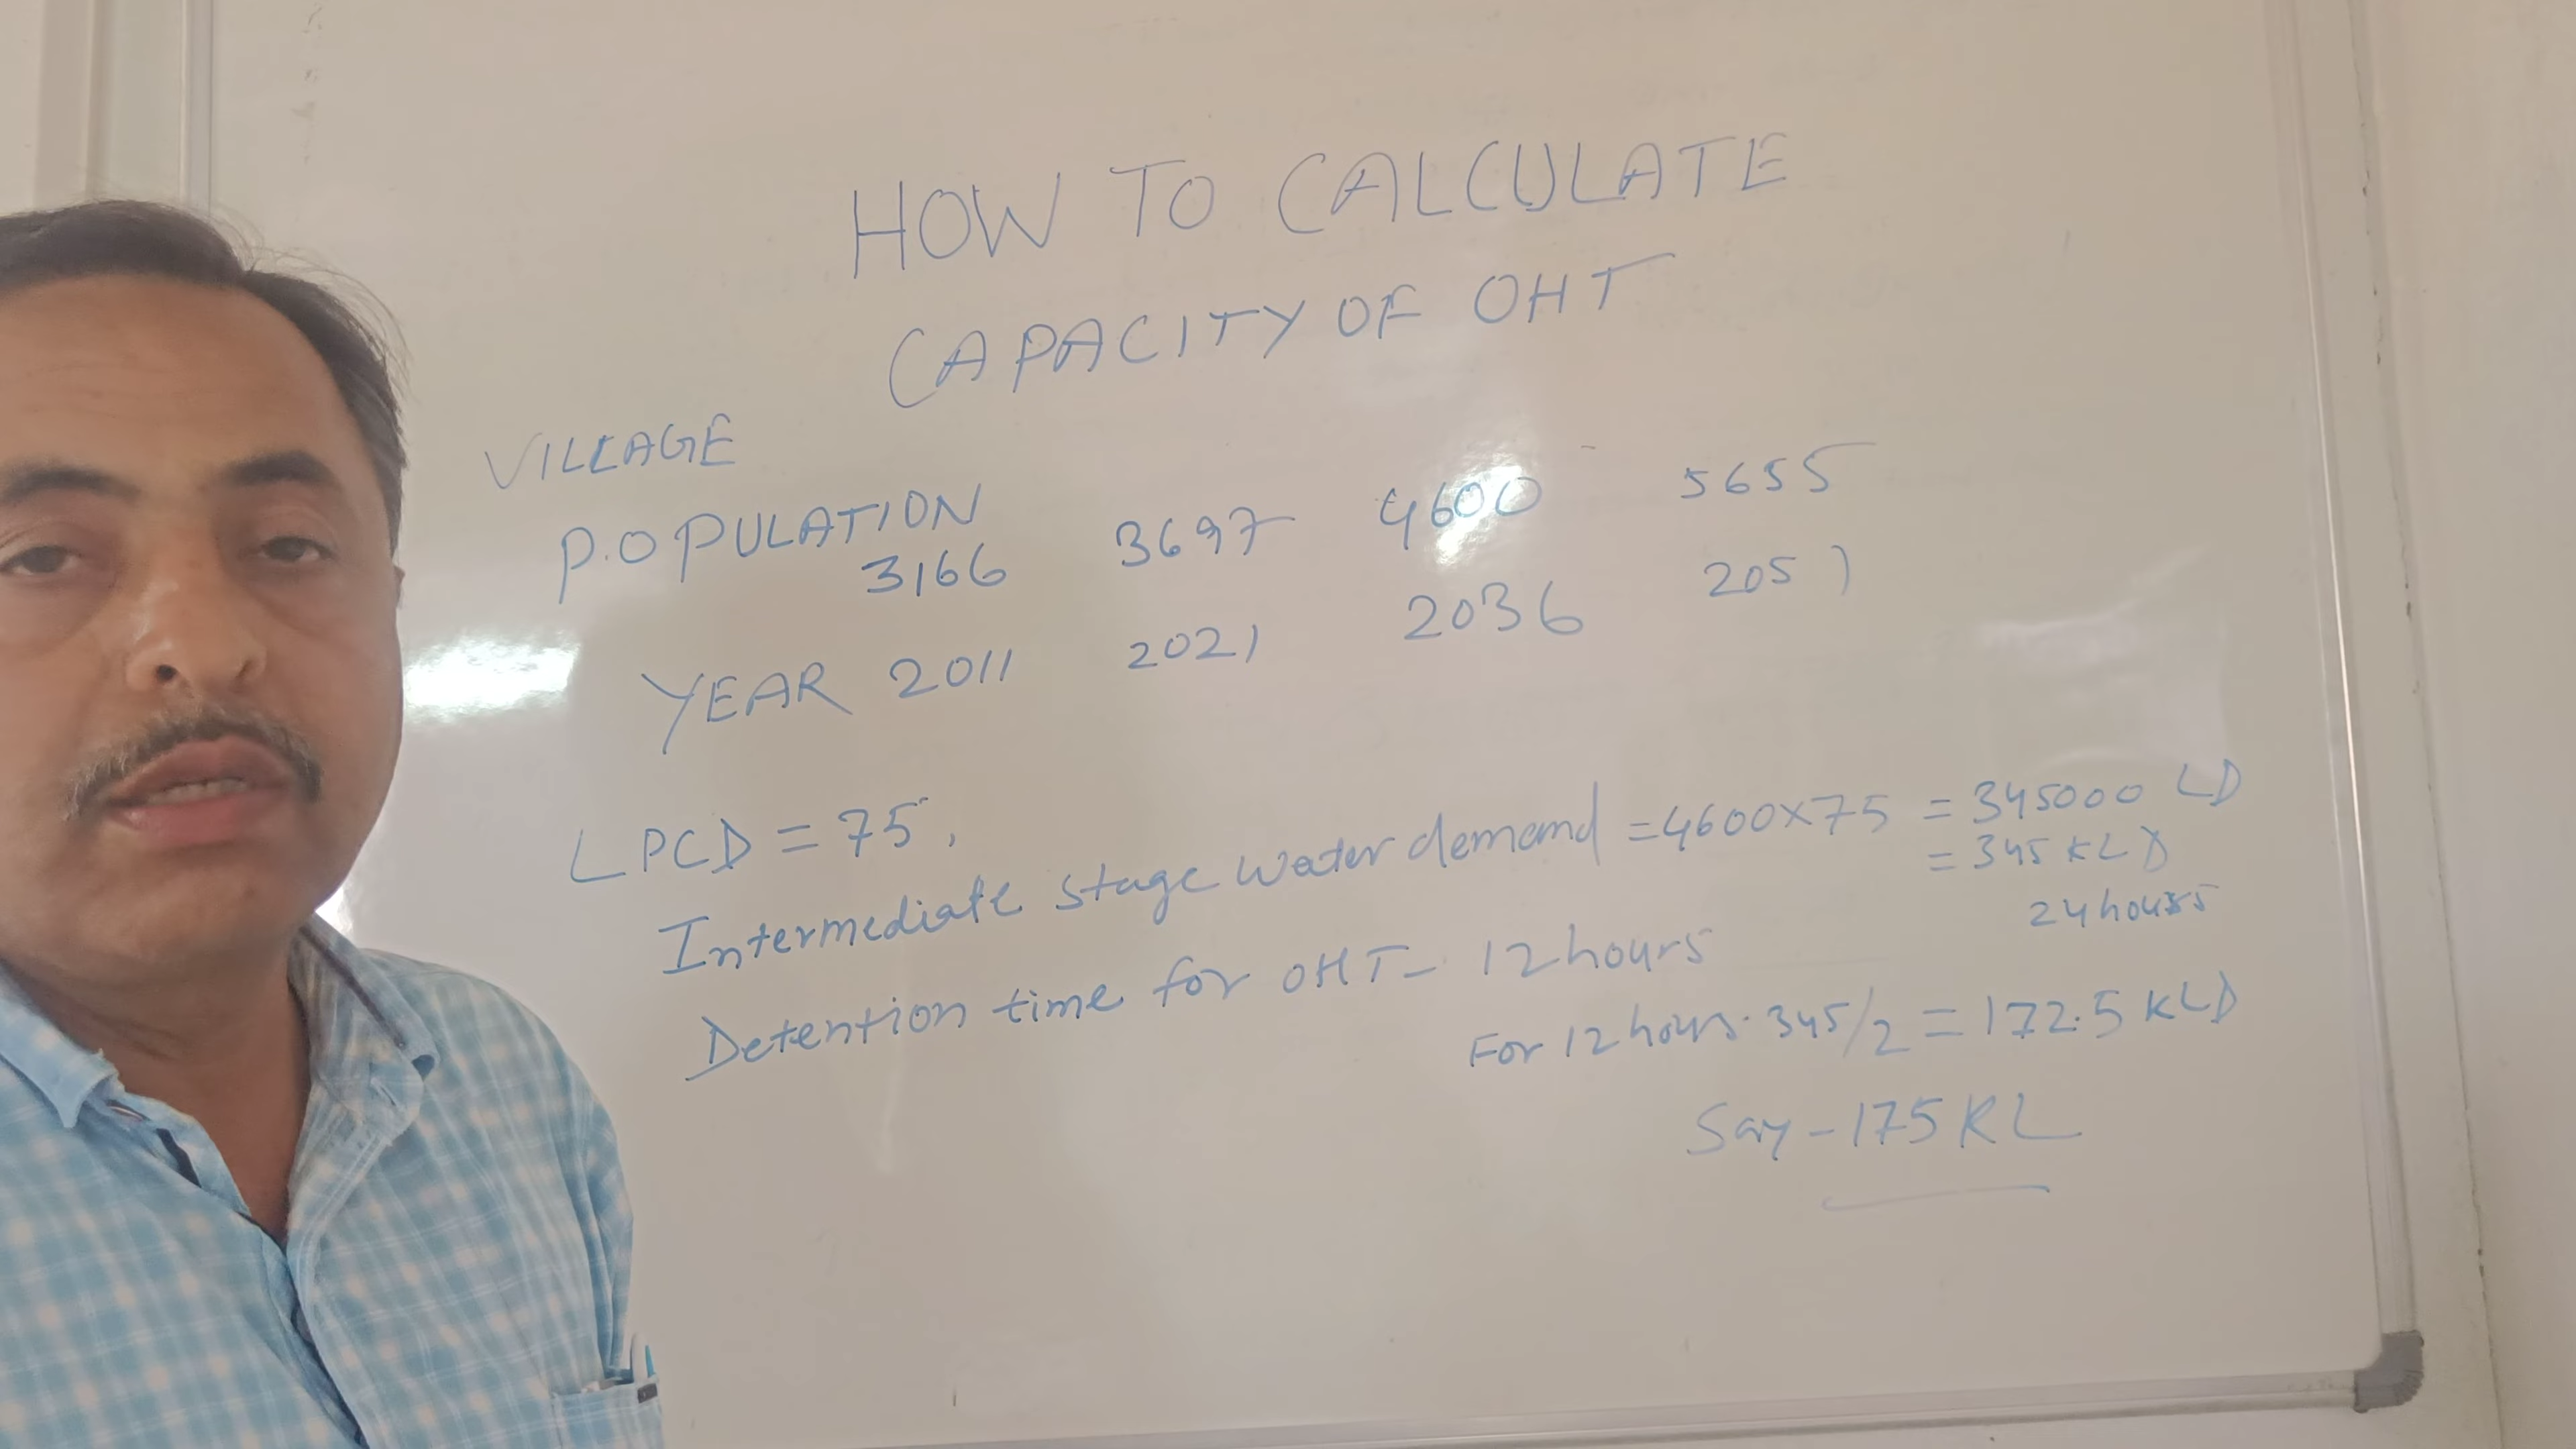 HOW TO CALCULATE
CAPACITY OF OHT
VILLAGE
P.OPULATION
3166 3697 4600 5655
YEAR 2011 2021 2036 2051
LPCD = 75,
Intermediate stage water demand = 4600x75 = 345000 LD
= 345 KLD
24 hours
Detention time for OHT - 12 hours
For 12 hours. 345/2 = 172.5 KLD
Say - 175 KL